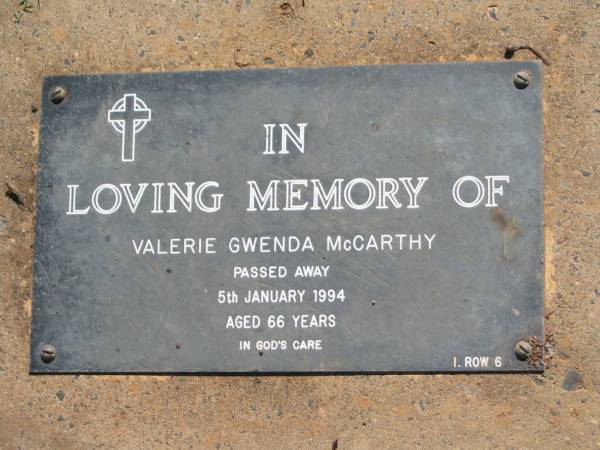 IN
LOVING MEMORY OF
VALERIE GWENDA McCARTHY
PASSED AWAY
5th JANUARY 1994
AGED 66 YEARS
IN GOD'S CARE
I. ROW 6